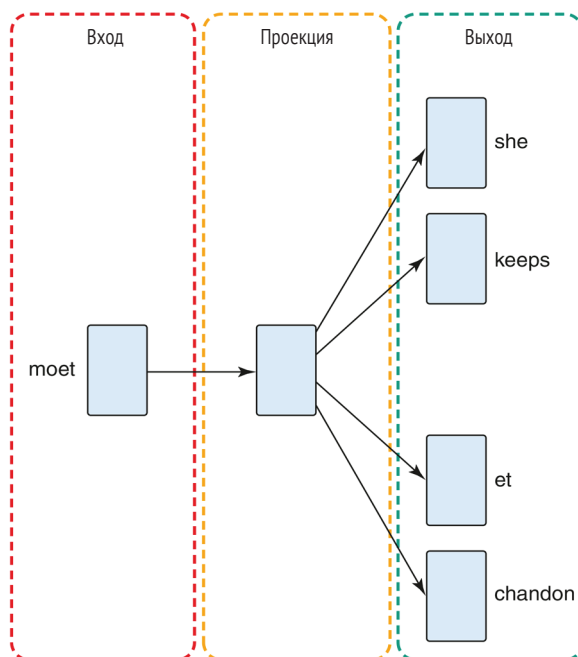 Вход
Проекция
Выход
she
keeps
moet
et
chandon